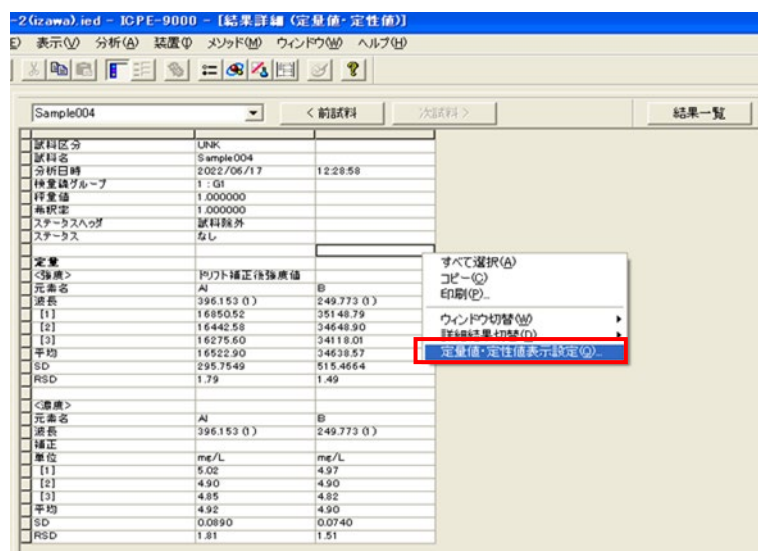 -2(izawa).ied - ICPE-9000 - [結果詳細 (定量値・定性値)]
E) 表示(V) 分析(A) 装置(I) メソッド(M) ウィンドウ(W) ヘルプ(H)
Sample004 < 前試料 次試料 > 結果一覧
試料区分 UNK
試料名 Sample004
分析日時 2022/06/17 12:28:58
検量線グループ 1 : G1
秤量値 1.000000
希釈率 1.000000
ステータスヘッダ 試料除外
ステータス なし
定量
<強度> ドリフト補正後強度値
元素名 Al B
波長 396.153 (1) 249.773 (1)
[1] 16850.52 35148.79
[2] 16442.58 34648.90
[3] 16275.60 34118.01
平均 16522.90 34638.57
SD 295.7549 515.4664
RSD 1.79 1.49
<濃度>
元素名 Al B
波長 396.153 (1) 249.773 (1)
補正
単位 mg/L mg/L
[1] 5.02 4.97
[2] 4.90 4.90
[3] 4.85 4.82
平均 4.92 4.90
SD 0.0890 0.0740
RSD 1.81 1.51
すべて選択(A)
コピー(C)
印刷(P)...
ウィンドウ切替(W)
詳細結果切替(D)
定量値・定性値表示設定(Q)...